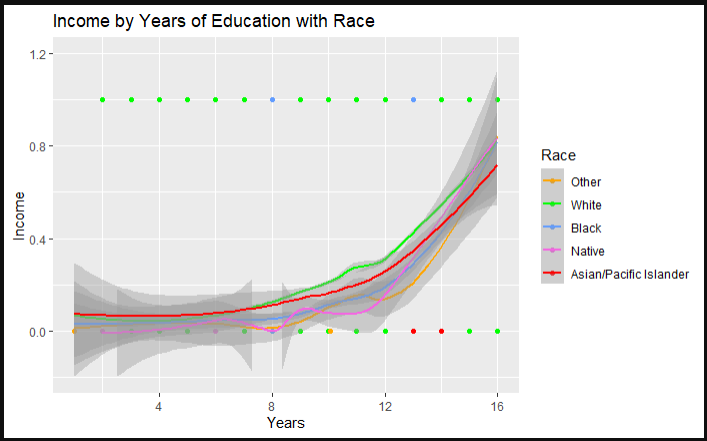 Income by Years of Education with Race
1.2
0.8
0.4
0.0
Income
4
8
12
16
Years
Race
Other
White
Black
Native
Asian/Pacific Islander